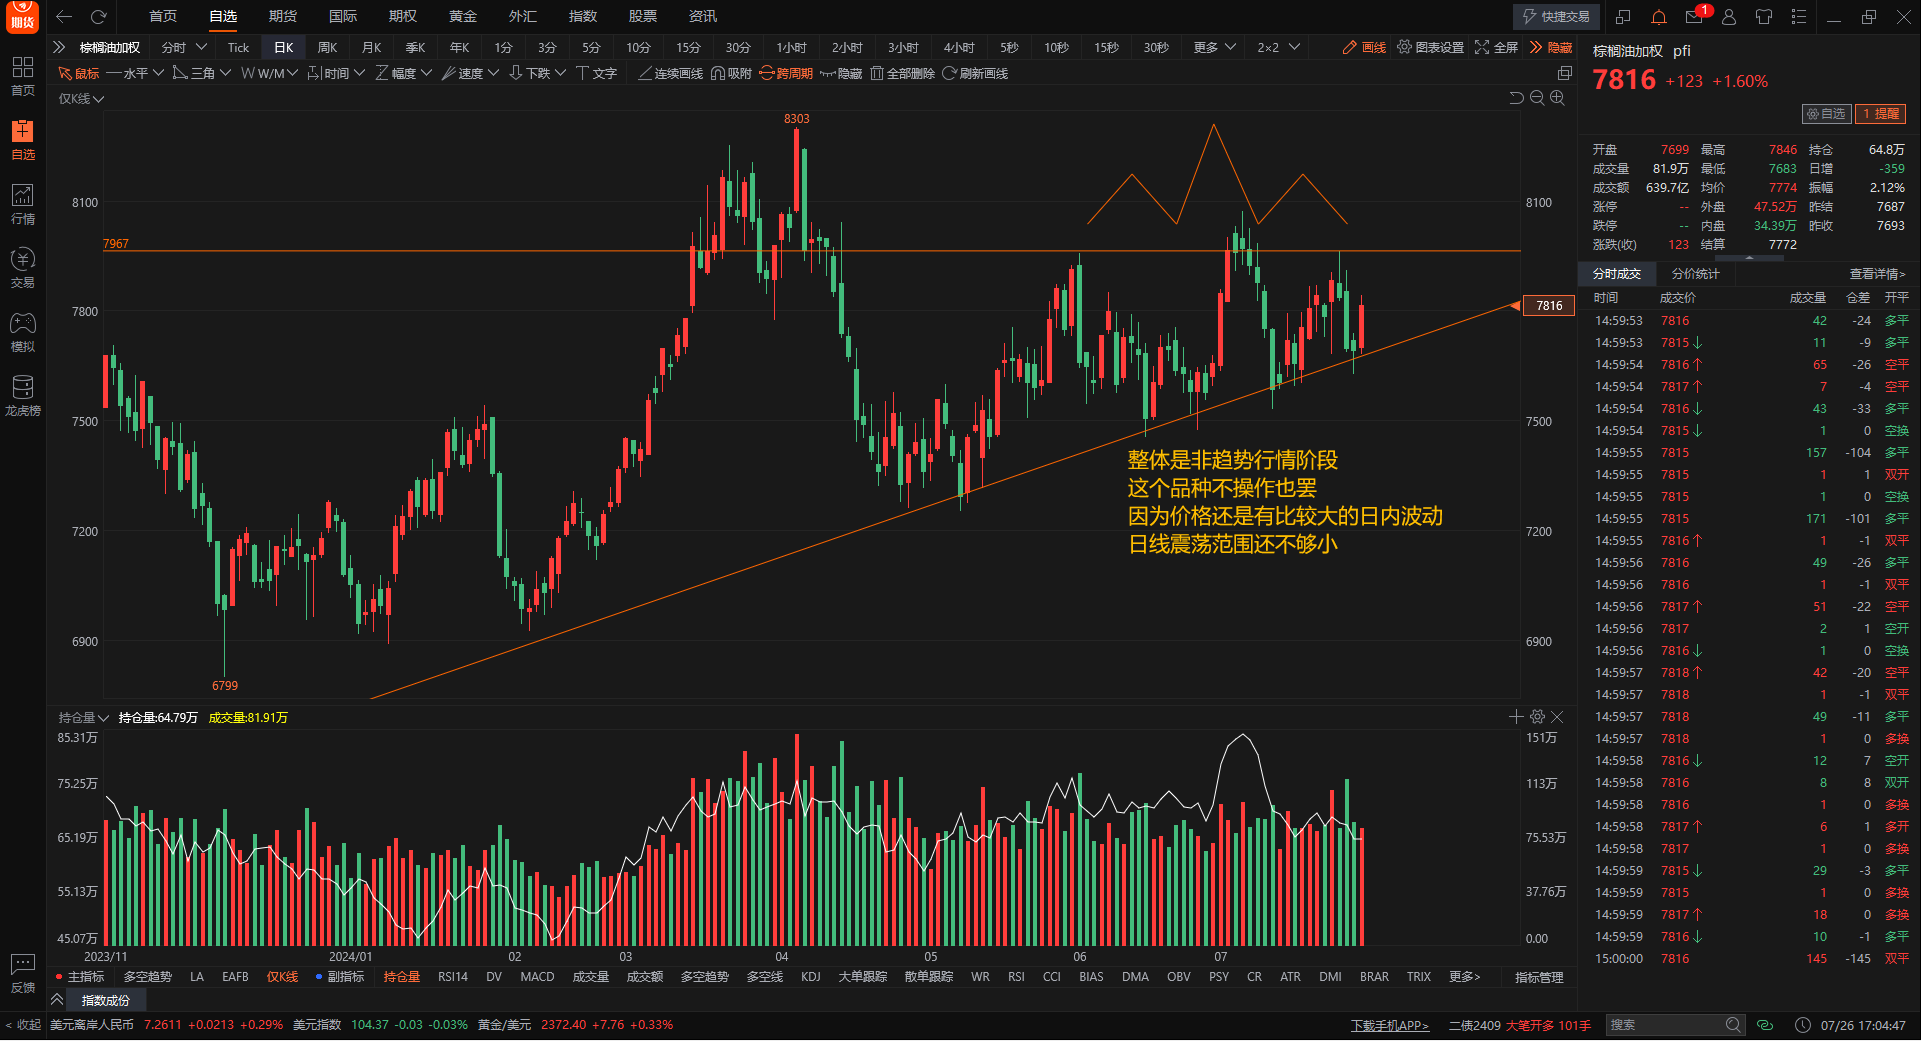 期货
首页 自选 期货 国际 期权 黄金 外汇 指数 股票 资讯
快捷交易 1
棕榈油加权 分时 Tick 日K 周K 月K 季K 年K 1分 3分 5分 10分 15分 30分 1小时 2小时 3小时 4小时 5秒 10秒 15秒 30秒 更多 2×2 画线 图表设置 全屏 隐藏
鼠标 水平 三角 W/M 时间 幅度 速度 下跌 文字 连续画线 吸附 跨周期 隐藏 全部删除 刷新画线
首页
自选
行情
交易
模拟
龙虎榜
反馈
< 收起
仅K线
8303
8100 8100
7967
7800 7816
7500 7500
7200 7200
6900 6900
6799
整体是非趋势行情阶段
这个品种不操作也罢
因为价格还是有比较大的日内波动
日线震荡范围还不够小
持仓量 持仓量:64.79万 成交量:81.91万
85.31万 151万
75.25万 113万
65.19万 75.53万
55.13万 37.76万
45.07万 0.00
2023/11 2024/01 02 03 04 05 06 07
主指标 多空趋势 LA EAFB 仅K线 副指标 持仓量 RSI14 DV MACD 成交量 成交额 多空趋势 多空线 KDJ 大单跟踪 散单跟踪 WR RSI CCI BIAS DMA OBV PSY CR ATR DMI BRAR TRIX 更多> 指标管理
指数成份
棕榈油加权 pfi
7816 +123 +1.60%
自选 1 提醒
开盘 7699 最高 7846 持仓 64.8万
成交量 81.9万 最低 7683 日增 -359
成交额 639.7亿 均价 7774 振幅 2.12%
涨停 -- 外盘 47.52万 昨结 7687
跌停 -- 内盘 34.39万 昨收 7693
涨跌(收) 123 结算 7772
分时成交 分价统计 查看详情>
时间 成交价 成交量 仓差 开平
14:59:53 7816 42 -24 多平
14:59:53 7815↓ 11 -9 多平
14:59:54 7816↑ 65 -26 空平
14:59:54 7817↑ 7 -4 空平
14:59:54 7816↓ 43 -33 多平
14:59:54 7815↓ 1 0 空换
14:59:55 7815 157 -104 多平
14:59:55 7815 1 1 双开
14:59:55 7815 1 0 空换
14:59:55 7815 171 -101 多平
14:59:55 7816↑ 1 -1 双平
14:59:56 7816 49 -26 多平
14:59:56 7816 1 -1 双平
14:59:56 7817↑ 51 -22 空平
14:59:56 7817 2 1 空开
14:59:56 7816↓ 1 0 空换
14:59:57 7818↑ 42 -20 空平
14:59:57 7818 1 -1 双平
14:59:57 7818 49 -11 多平
14:59:57 7818 1 0 多换
14:59:58 7816↓ 12 7 空开
14:59:58 7816 8 8 双开
14:59:58 7816 1 0 多换
14:59:58 7817↑ 6 1 多开
14:59:58 7817 1 0 多换
14:59:59 7815↓ 29 -3 多平
14:59:59 7815 1 0 多换
14:59:59 7817↑ 18 0 多换
14:59:59 7816↓ 10 -1 多平
15:00:00 7816 145 -145 双平
美元离岸人民币 7.2611 +0.0213 +0.29% 美元指数 104.37 -0.03 -0.03% 黄金/美元 2372.40 +7.76 +0.33% 下载手机APP> 二债2409 大笔开多 101手 搜索 07/26 17:04:47